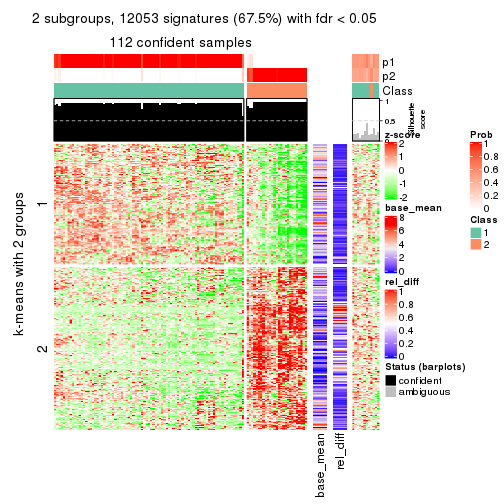 2 subgroups, 12053 signatures (67.5%) with fdr < 0.05
112 confident samples
p1
p2
Class
1
0.5
0
Silhouette
score
k-means with 2 groups
1
2
base_mean
rel_diff
z-score
2
1
0
-1
-2
base_mean
8
6
4
2
0
rel_diff
1
0.8
0.6
0.4
0.2
0
Status (barplots)
confident
ambiguous
Prob
1
0.8
0.6
0.4
0.2
0
Class
1
2